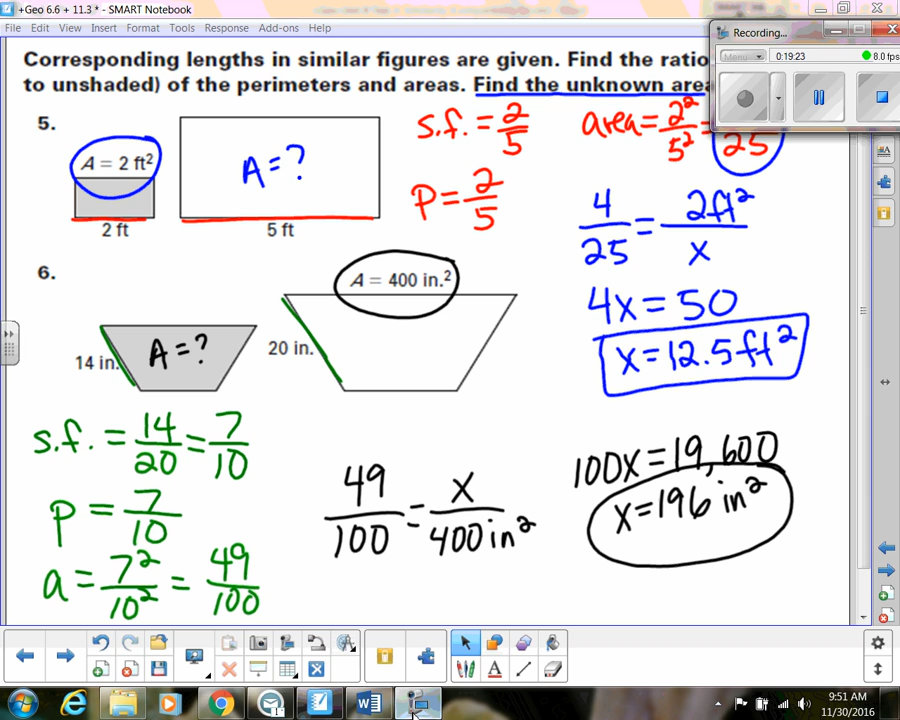 +Geo 6.6 + 11.3 * - SMART Notebook
File Edit View Insert Format Tools Response Add-ons Help
Recording...
Menu
0:19:23
8.0 fps
Corresponding lengths in similar figures are given. Find the ratio
to unshaded) of the perimeters and areas. Find the unknown area
5.
A = 2 ft²
2 ft
A = ?
5 ft
s.f. = 2/5
P = 2/5
area = 2²/5² =
25
4/25 = 2ft²/x
4x = 50
x = 12.5 ft²
6.
14 in.
A = ?
A = 400 in.²
20 in.
s.f. = 14/20 = 7/10
P = 7/10
a = 7²/10² = 49/100
49/100 = x/400 in²
100x = 19,600
x = 196 in²
9:51 AM
11/30/2016